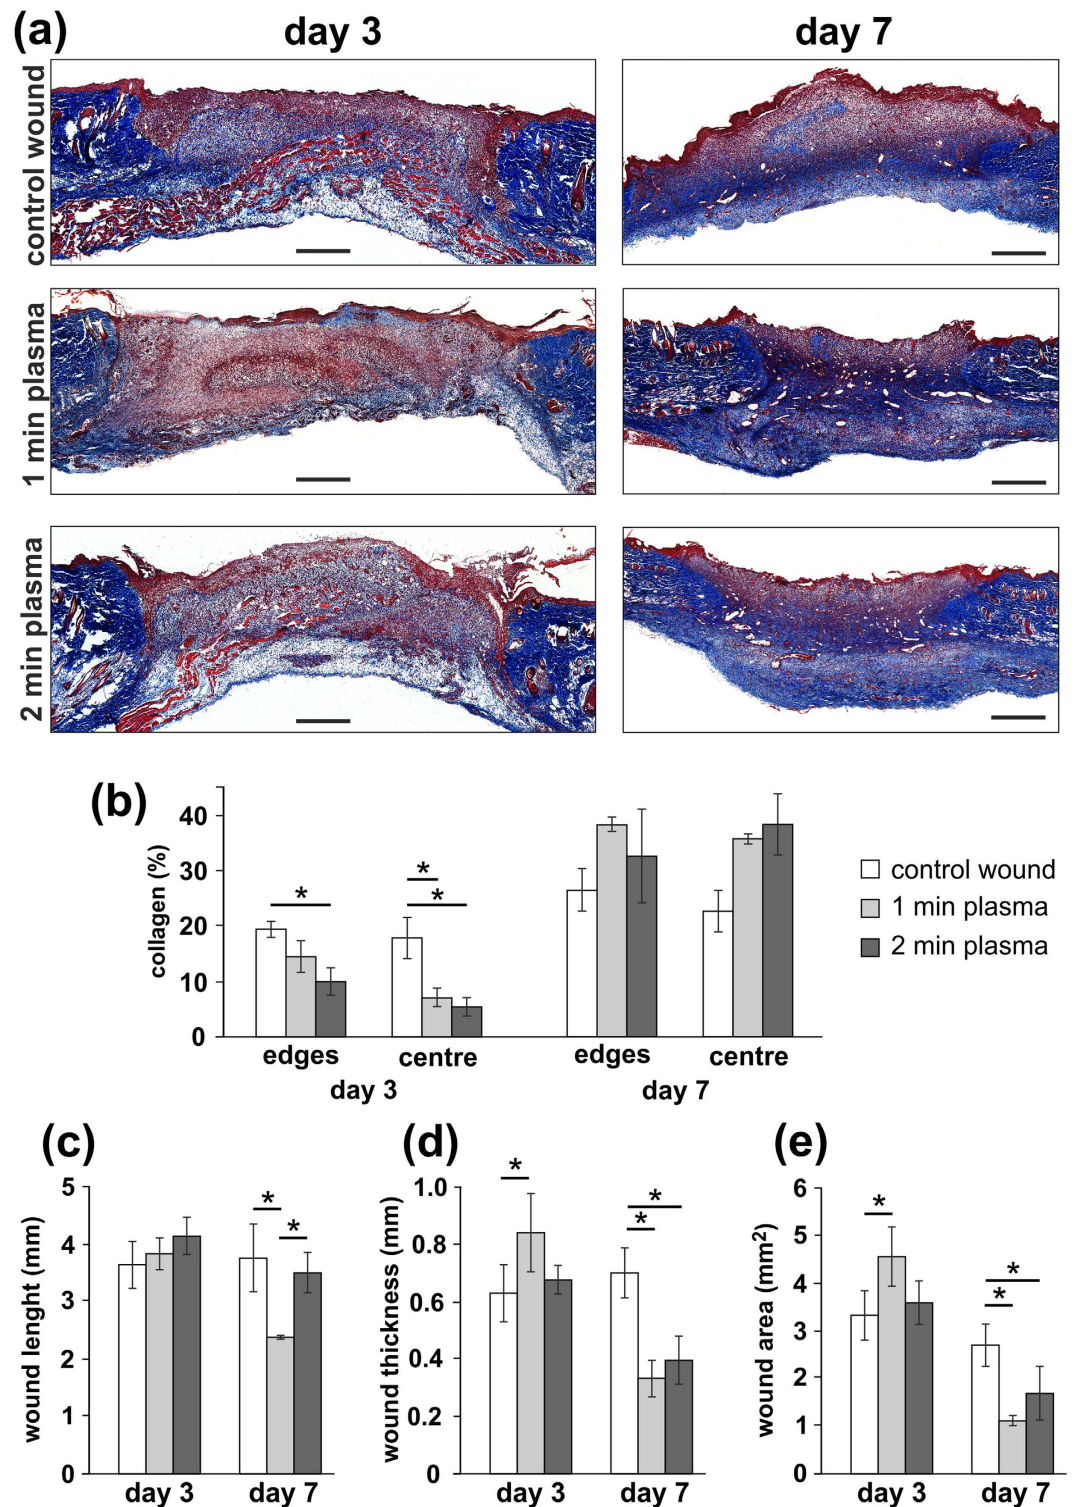 (a)
day 3
day 7
control wound
1 min plasma
2 min plasma
(b)
collagen (%)
40
30
20
10
0
*
*
*
edges
centre
edges
centre
day 3
day 7
control wound
1 min plasma
2 min plasma
(c)
wound lenght (mm)
5
4
3
2
1
0
*
*
day 3
day 7
(d)
wound thickness (mm)
1.0
0.8
0.6
0.4
0.2
0
*
*
*
day 3
day 7
(e)
wound area (mm²)
6
5
4
3
2
1
0
*
*
*
day 3
day 7